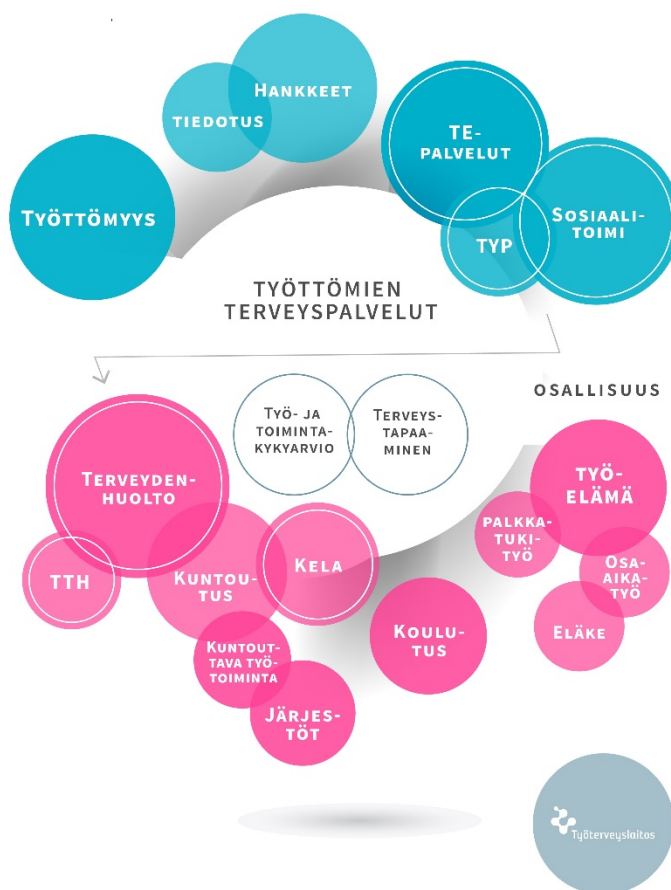 HANKKEET
TIEDOTUS
TE-
PALVELUT
TYÖTTÖMYYS
SOSIAALI-
TOIMI
TYP
TYÖTTÖMIEN
TERVEYSPALVELUT
OSALLISUUS
TYÖ- JA
TOIMINTA-
KYKYARVIO
TERVEYS-
TAPAA-
MINEN
TERVEYDEN-
HUOLTO
TYÖ-
ELÄMÄ
PALKKA-
TUKI-
TYÖ
TTH
KUNTOU-
TUS
KELA
OSA-
AIKA-
TYÖ
KOULU-
TUS
ELÄKE
KUNTOUT-
TAVA TYÖ-
TOIMINTA
JÄRJES-
TÖT
Työterveyslaitos